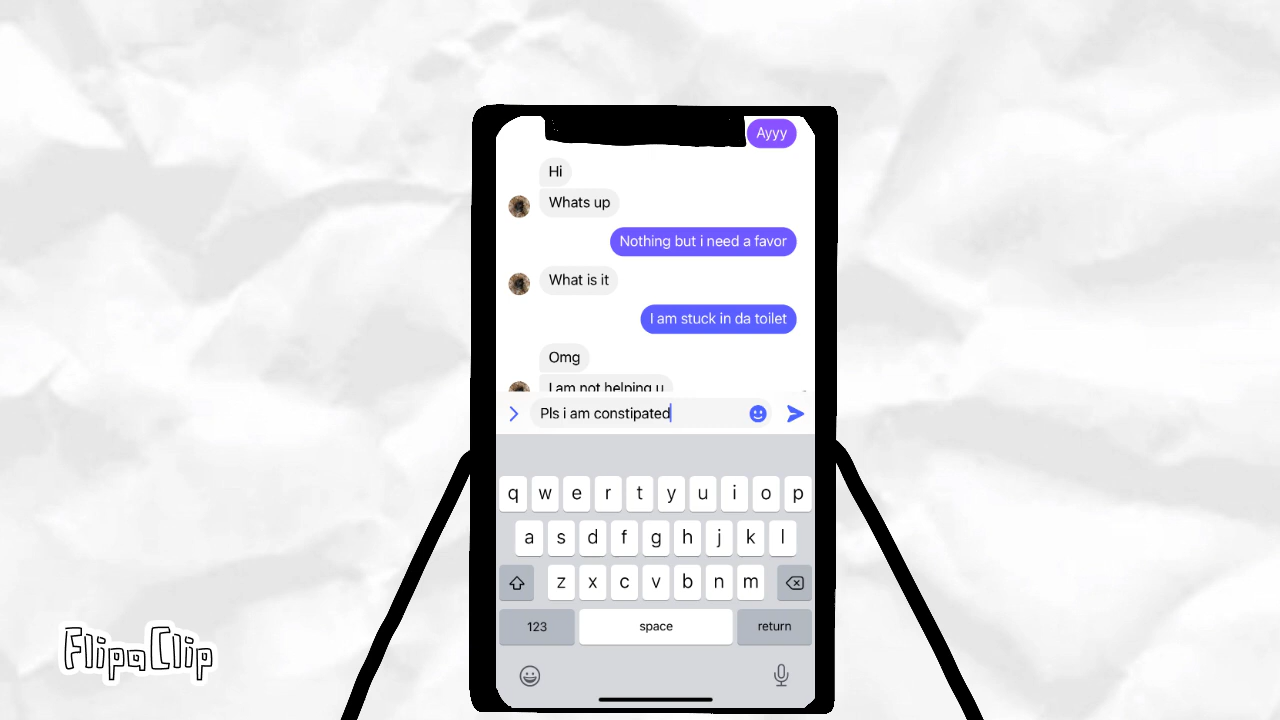 Ayyy
Hi
Whats up
Nothing but i need a favor
What is it
I am stuck in da toilet
Omg
I am not helping u
Pls i am constipated
q w e r t y u i o p
a s d f g h j k l
z x c v b n m
123 space return
FlipaClip